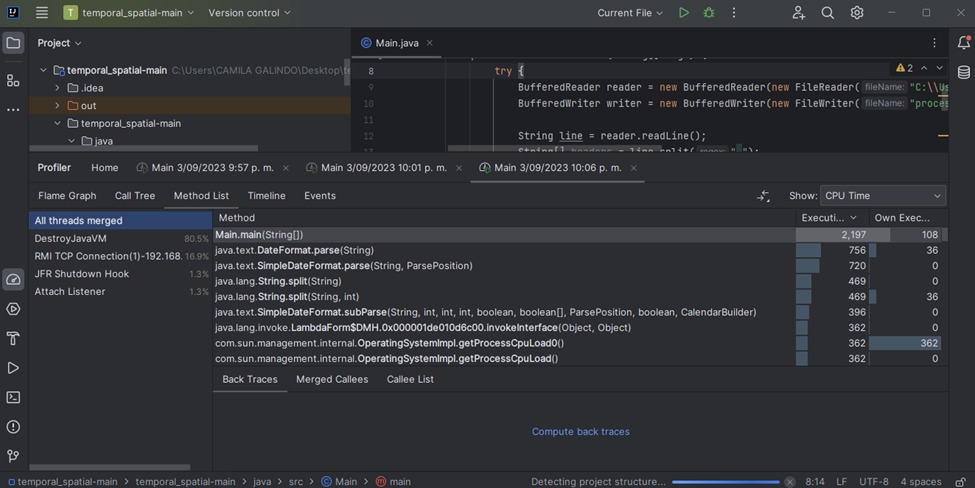 temporal_spatial-main Version control Current File
Project Main.java
temporal_spatial-main C:\Users\CAMILA GALINDO\Desktop\te
.idea
out
temporal_spatial-main
java
2
8 try {
9 BufferedReader reader = new BufferedReader(new FileReader( fileName: "C:\\Us
10 BufferedWriter writer = new BufferedWriter(new FileWriter( fileName: "proces
11
12 String line = reader.readLine();
Profiler Home Main 3/09/2023 9:57 p. m. Main 3/09/2023 10:01 p. m. Main 3/09/2023 10:06 p. m.
Flame Graph Call Tree Method List Timeline Events Show: CPU Time
All threads merged
DestroyJavaVM 80.5%
RMI TCP Connection(1)-192.168. 16.9%
JFR Shutdown Hook 1.3%
Attach Listener 1.3%
Method Executi... Own Exec...
Main.main(String[]) 2,197 108
java.text.DateFormat.parse(String) 756 36
java.text.SimpleDateFormat.parse(String, ParsePosition) 720 0
java.lang.String.split(String) 469 0
java.lang.String.split(String, int) 469 36
java.text.SimpleDateFormat.subParse(String, int, int, int, boolean, boolean[], ParsePosition, boolean, CalendarBuilder) 396 0
java.lang.invoke.LambdaForm$DMH.0x000001de010d6c00.invokeInterface(Object, Object) 362 0
com.sun.management.internal.OperatingSystemImpl.getProcessCpuLoad0() 362 362
com.sun.management.internal.OperatingSystemImpl.getProcessCpuLoad() 362 0
Back Traces Merged Callees Callee List
Compute back traces
temporal_spatial-main temporal_spatial-main java src Main main Detecting project structure... 8:14 LF UTF-8 4 spaces